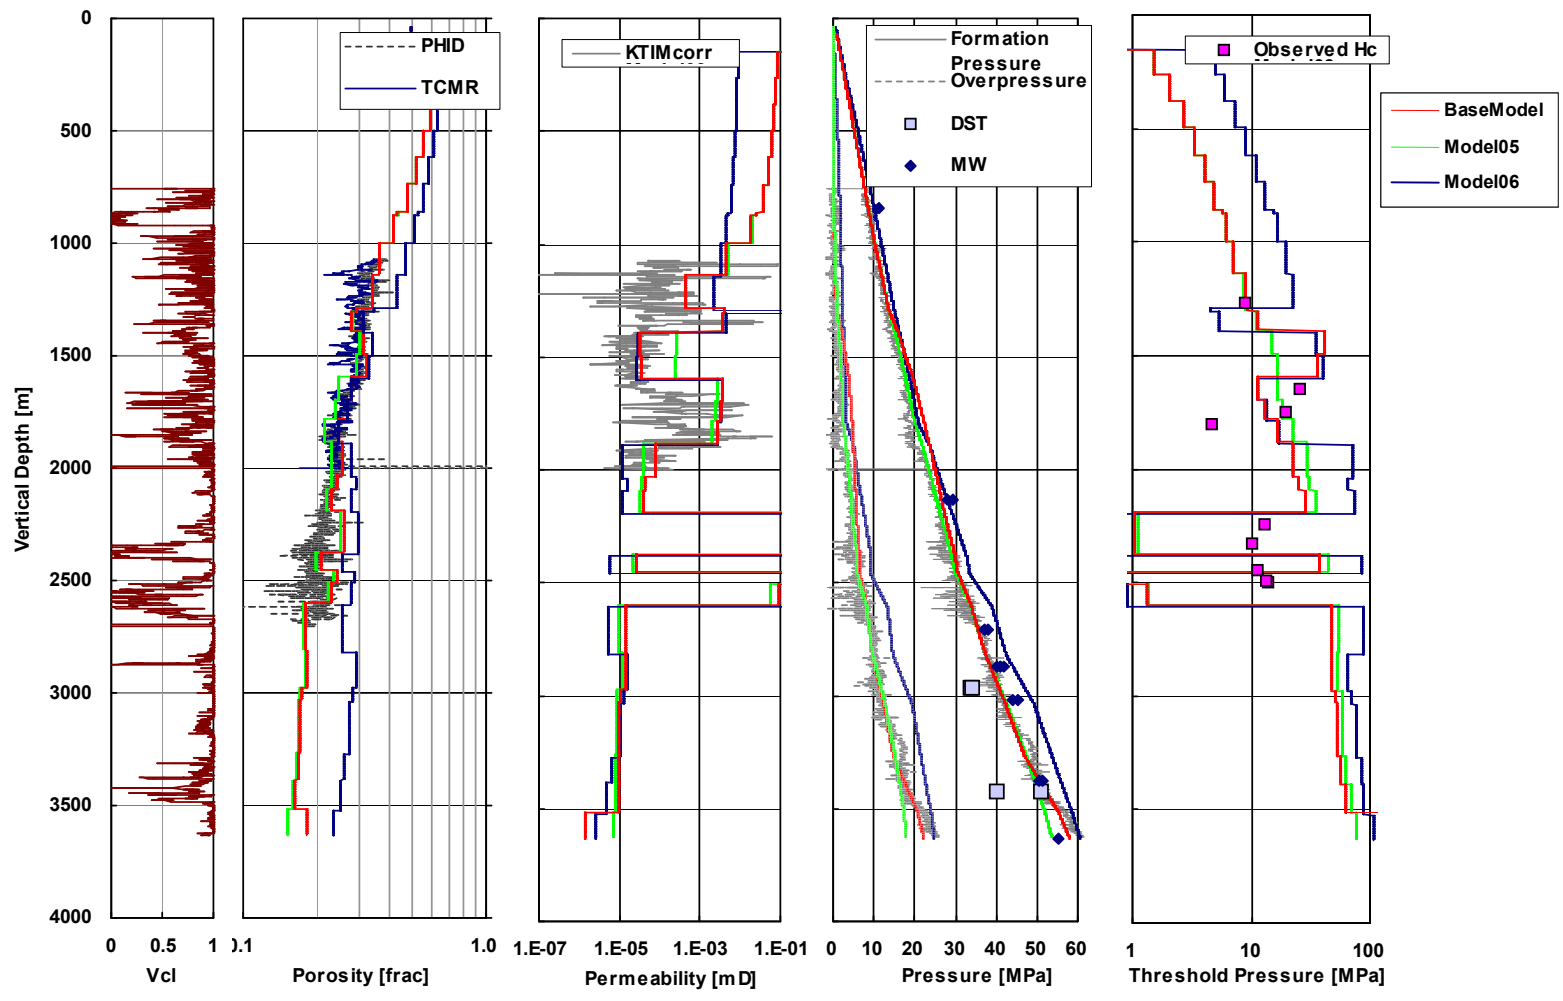 0
500
1000
1500
2000
2500
3000
3500
4000
Vertical Depth [m]
0 0.5 1
Vcl
PHID
TCMR
0.1 1.0
Porosity [frac]
KTIMcorr
1.E-07 1.E-05 1.E-03 1.E-01
Permeability [mD]
Formation
Pressure
Overpressure
DST
MW
0 10 20 30 40 50 60
Pressure [MPa]
Observed Hc
1 10 100
Threshold Pressure [MPa]
BaseModel
Model05
Model06